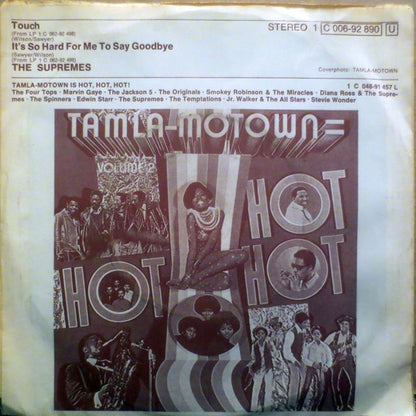 Touch
(From LP 1 C 062-92 498)
(Wilson/Sawyer)
It's So Hard For Me To Say Goodbye
(Sawyer/Wilson)
(From LP 1 C 062-92 498)
THE SUPREMES
STEREO 1 C 006-92 890 U
Coverphoto: TAMLA-MOTOWN
TAMLA-MOTOWN IS HOT, HOT, HOT! 1 C 048-91 457 L
The Four Tops · Marvin Gaye · The Jackson 5 · The Originals · Smokey Robinson & The Miracles · Diana Ross & The Supre-
mes · The Spinners · Edwin Starr · The Supremes · The Temptations · Jr. Walker & The All Stars · Stevie Wonder
TAMLA-MOTOWN=
VOLUME 2
HOT
HOT
HOT